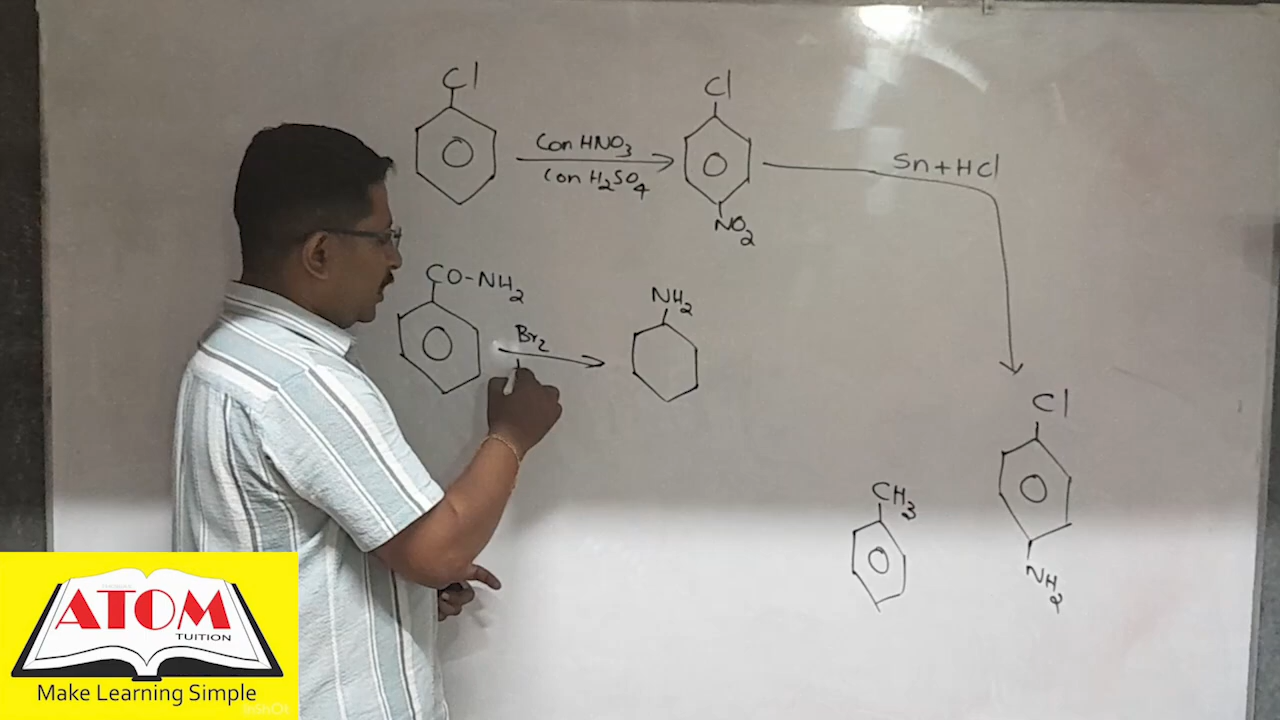 Cl
Con HNO3
Con H2SO4
Cl
NO2
Sn + HCl
CO-NH2
Br2
NH2
Cl
NH2
CH3
ATOM
TUITION
Make Learning Simple
InShOt